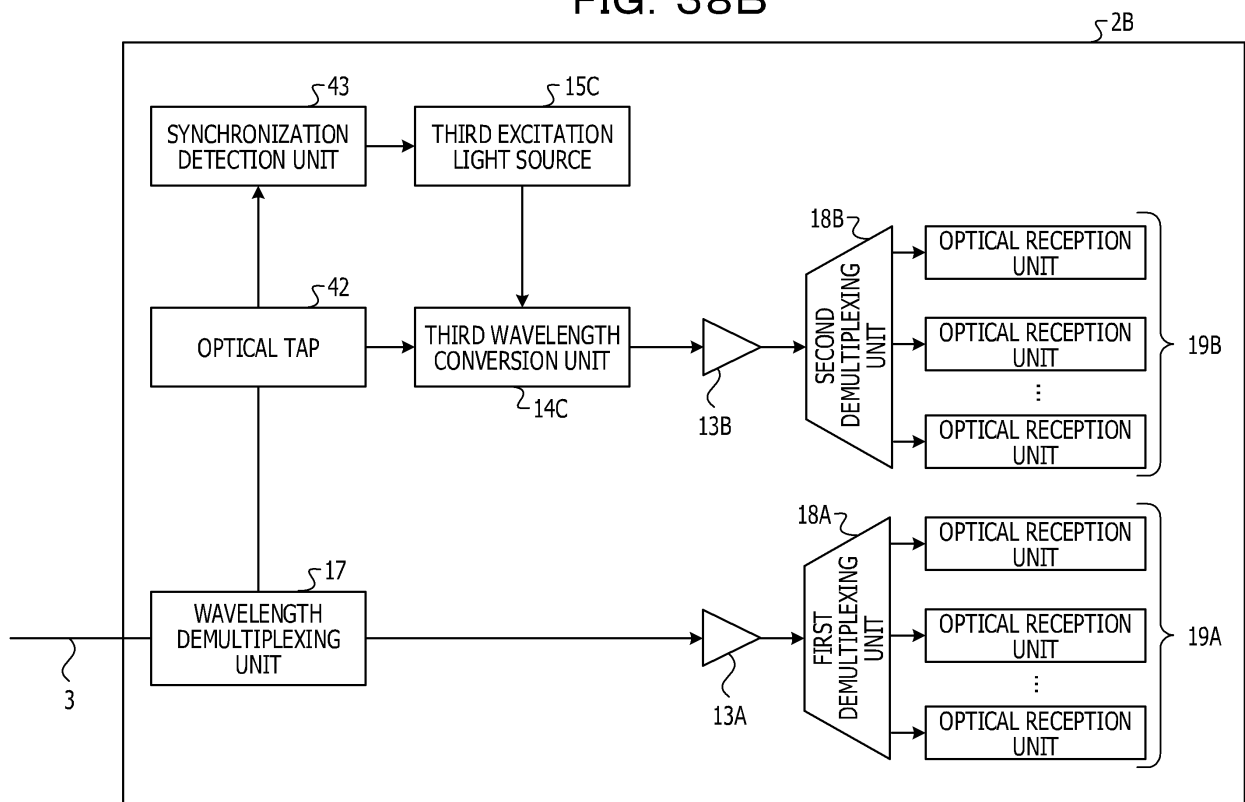 FIG. 38B
2B
43
SYNCHRONIZATION
DETECTION UNIT
15C
THIRD EXCITATION
LIGHT SOURCE
42
OPTICAL TAP
THIRD WAVELENGTH
CONVERSION UNIT
14C
13B
18B
SECOND
DEMULTIPLEXING
UNIT
OPTICAL RECEPTION
UNIT
OPTICAL RECEPTION
UNIT
...
OPTICAL RECEPTION
UNIT
19B
17
WAVELENGTH
DEMULTIPLEXING
UNIT
3
13A
18A
FIRST
DEMULTIPLEXING
UNIT
OPTICAL RECEPTION
UNIT
OPTICAL RECEPTION
UNIT
...
OPTICAL RECEPTION
UNIT
19A